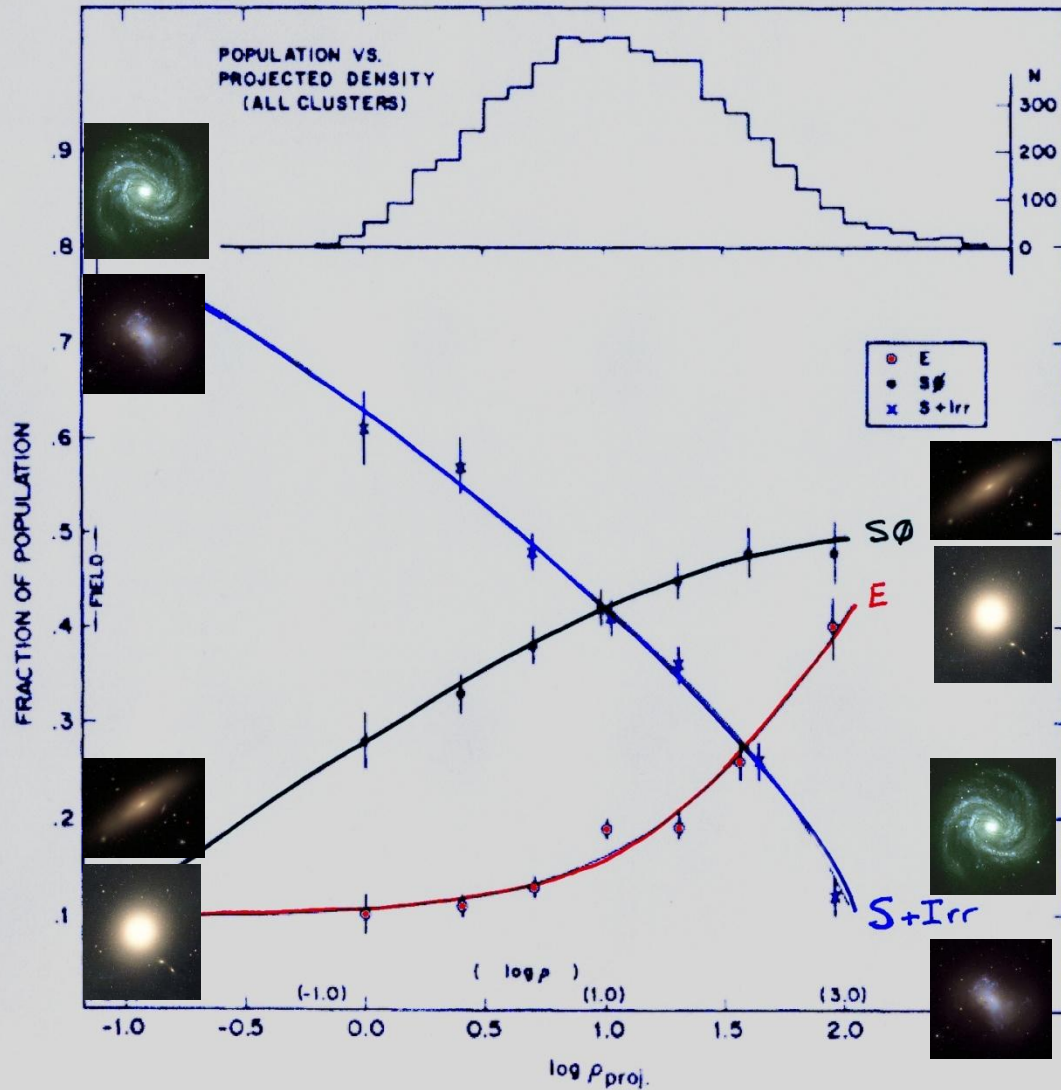 POPULATION VS.
PROJECTED DENSITY
(ALL CLUSTERS)
N
300
200
100
0
.9
.8
.7
.6
.5
.4
.3
.2
.1
0
FRACTION OF POPULATION
FIELD
E
SØ
S+Irr
SØ
E
S+Irr
( log ρ )
(-1.0) (1.0) (3.0)
-1.0 -0.5 0.0 0.5 1.0 1.5 2.0
log ρproj.